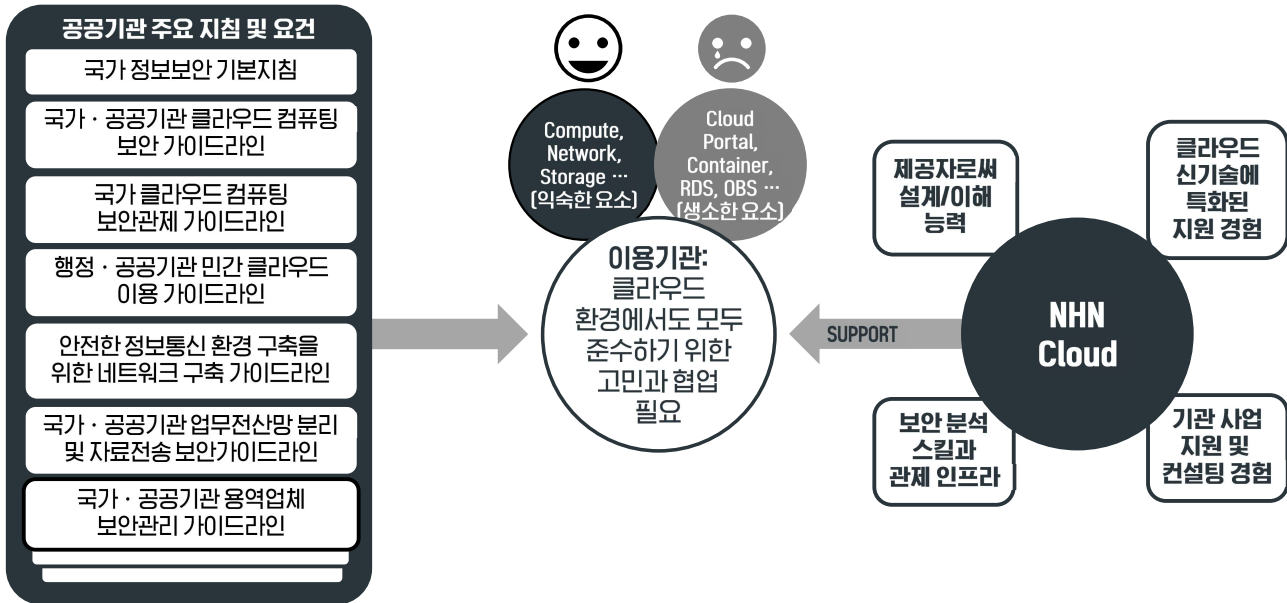 공공기관 주요 지침 및 요건
국가 정보보안 기본지침
국가 · 공공기관 클라우드 컴퓨팅
보안 가이드라인
국가 클라우드 컴퓨팅
보안관제 가이드라인
행정 · 공공기관 민간 클라우드
이용 가이드라인
안전한 정보통신 환경 구축을
위한 네트워크 구축 가이드라인
국가 · 공공기관 업무전산망 분리
및 자료전송 보안가이드라인
국가 · 공공기관 용역업체
보안관리 가이드라인
Compute,
Network,
Storage ···
(익숙한 요소)
Cloud
Portal,
Container,
RDS, OBS ···
(생소한 요소)
이용기관:
클라우드
환경에서도 모두
준수하기 위한
고민과 협업
필요
SUPPORT
제공자로써
설계/이해
능력
클라우드
신기술에
특화된
지원 경험
NHN
Cloud
보안 분석
스킬과
관제 인프라
기관 사업
지원 및
컨설팅 경험